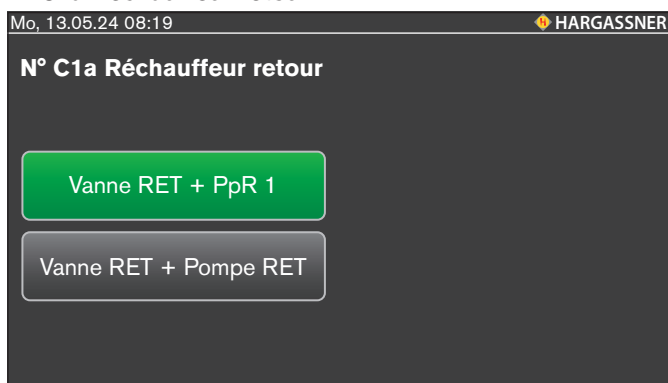 Mo, 13.05.24 08:19 HARGASSNER
N° C1a Réchauffeur retour
Vanne RET + PpR 1
Vanne RET + Pompe RET